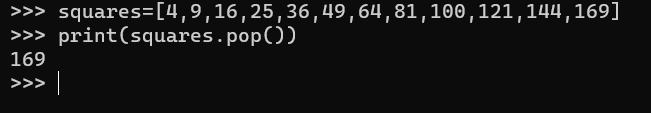 >>> squares=[4,9,16,25,36,49,64,81,100,121,144,169]
>>> print(squares.pop())
169
>>>